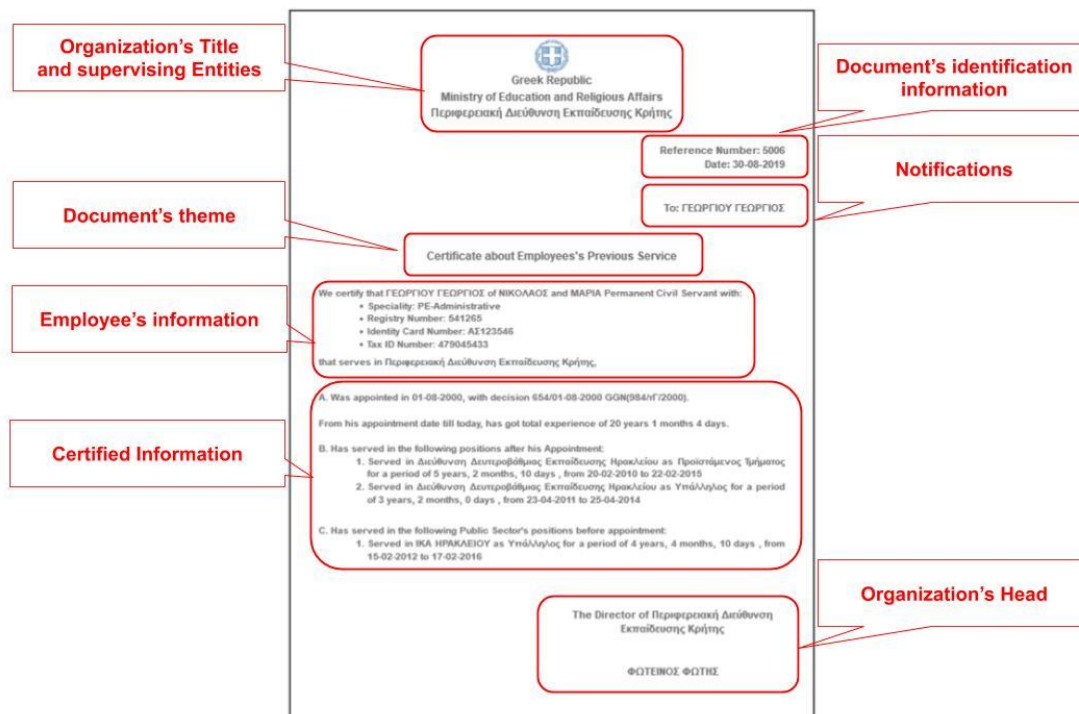 Organization's Title
and supervising Entities
Greek Republic
Ministry of Education and Religious Affairs
Περιφερειακή Διεύθυνση Εκπαίδευσης Κρήτης
Document's identification
information
Reference Number: 5006
Date: 30-08-2019
Notifications
To: ΓΕΩΡΓΙΟΥ ΓΕΩΡΓΙΟΣ
Document's theme
Certificate about Employees's Previous Service
Employee's information
We certify that ΓΕΩΡΓΙΟΥ ΓΕΩΡΓΙΟΣ of ΝΙΚΟΛΑΟΣ and ΜΑΡΙΑ Permanent Civil Servant with:
• Speciality: PE-Administrative
• Registry Number: 541265
• Identity Card Number: ΑΣ123546
• Tax ID Number: 479045433
that serves in Περιφερειακή Διεύθυνση Εκπαίδευσης Κρήτης,
Certified Information
A. Was appointed in 01-08-2000, with decision 654/01-08-2000 GGN(984/τΓ/2000).
From his appointment date till today, has got total experience of 20 years 1 months 4 days.
B. Has served in the following positions after his Appointment:
1. Served in Διεύθυνση Δευτεροβάθμιας Εκπαίδευσης Ηρακλείου as Προϊστάμενος Τμήματος
for a period of 5 years, 2 months, 10 days , from 20-02-2010 to 22-02-2015
2. Served in Διεύθυνση Δευτεροβάθμιας Εκπαίδευσης Ηρακλείου as Υπάλληλος for a period
of 3 years, 2 months, 0 days , from 23-04-2011 to 25-04-2014
C. Has served in the following Public Sector's positions before appointment:
1. Served in ΙΚΑ ΗΡΑΚΛΕΙΟΥ as Υπάλληλος for a period of 4 years, 4 months, 10 days , from
15-02-2012 to 17-02-2016
Organization's Head
The Director of Περιφερειακή Διεύθυνση
Εκπαίδευσης Κρήτης
ΦΩΤΕΙΝΟΣ ΦΩΤΗΣ